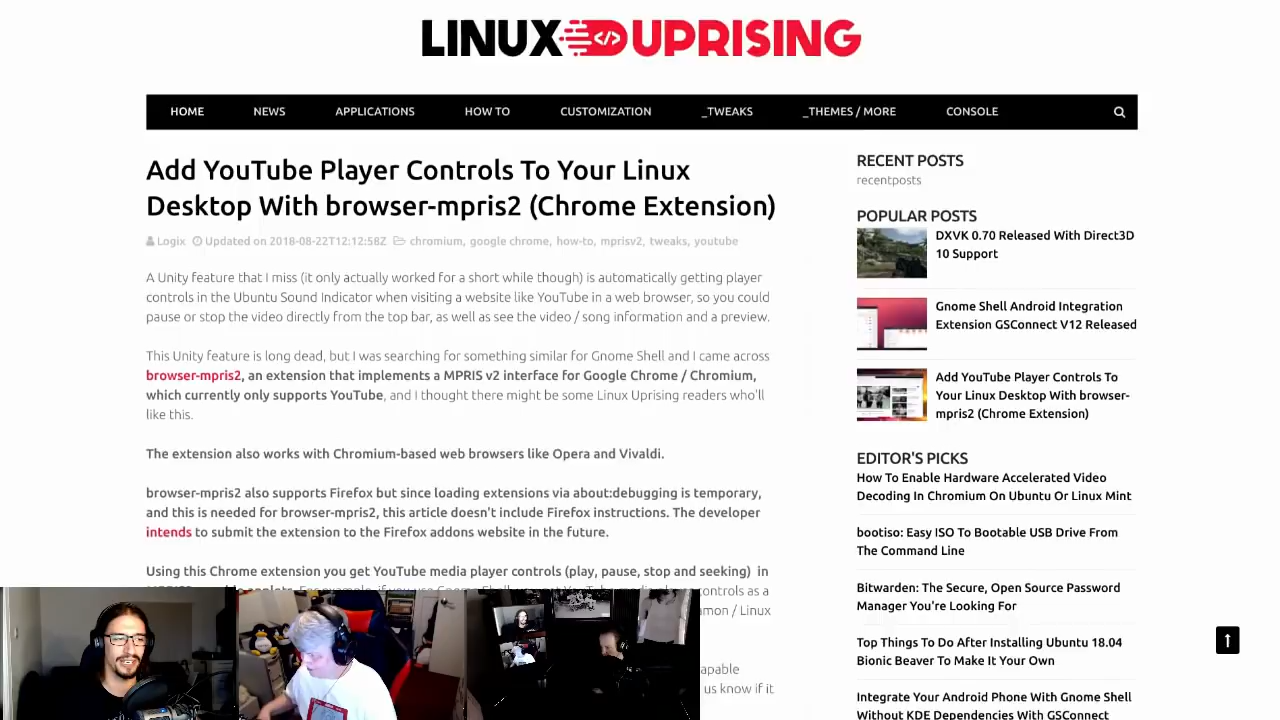 LINUX </> UPRISING
HOME NEWS APPLICATIONS HOW TO CUSTOMIZATION _TWEAKS _THEMES / MORE CONSOLE
Add YouTube Player Controls To Your Linux
Desktop With browser-mpris2 (Chrome Extension)
Logix Updated on 2018-08-22T12:12:58Z chromium, google chrome, how-to, mprisv2, tweaks, youtube
A Unity feature that I miss (it only actually worked for a short while though) is automatically getting player
controls in the Ubuntu Sound Indicator when visiting a website like YouTube in a web browser, so you could
pause or stop the video directly from the top bar, as well as see the video / song information and a preview.
This Unity feature is long dead, but I was searching for something similar for Gnome Shell and I came across
browser-mpris2, an extension that implements a MPRIS v2 interface for Google Chrome / Chromium,
which currently only supports YouTube, and I thought there might be some Linux Uprising readers who'll
like this.
The extension also works with Chromium-based web browsers like Opera and Vivaldi.
browser-mpris2 also supports Firefox but since loading extensions via about:debugging is temporary,
and this is needed for browser-mpris2, this article doesn't include Firefox instructions. The developer
intends to submit the extension to the Firefox addons website in the future.
Using this Chrome extension you get YouTube media player controls (play, pause, stop and seeking) in
controls as a
amon / Linux
apable
us know if it
RECENT POSTS
recentposts
POPULAR POSTS
DXVK 0.70 Released With Direct3D
10 Support
Gnome Shell Android Integration
Extension GSConnect V12 Released
Add YouTube Player Controls To
Your Linux Desktop With browser-
mpris2 (Chrome Extension)
EDITOR'S PICKS
How To Enable Hardware Accelerated Video
Decoding In Chromium On Ubuntu Or Linux Mint
bootiso: Easy ISO To Bootable USB Drive From
The Command Line
Bitwarden: The Secure, Open Source Password
Manager You're Looking For
Top Things To Do After Installing Ubuntu 18.04
Bionic Beaver To Make It Your Own
Integrate Your Android Phone With Gnome Shell
Without KDE Dependencies With GSConnect